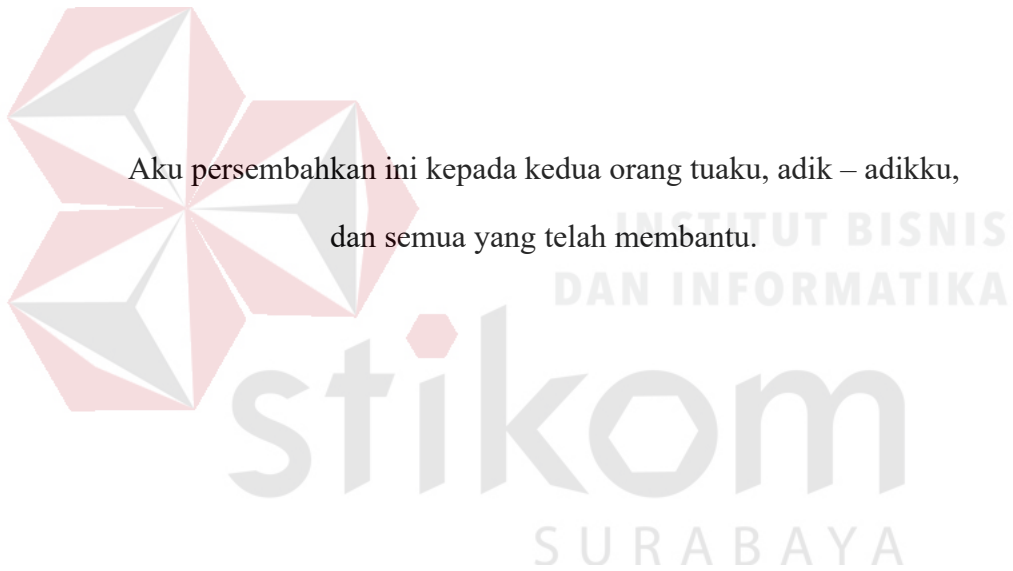 Aku persembahkan ini kepada kedua orang tuaku, adik – adikku,
dan semua yang telah membantu.
INSTITUT BISNIS
DAN INFORMATIKA
stikom
SURABAYA